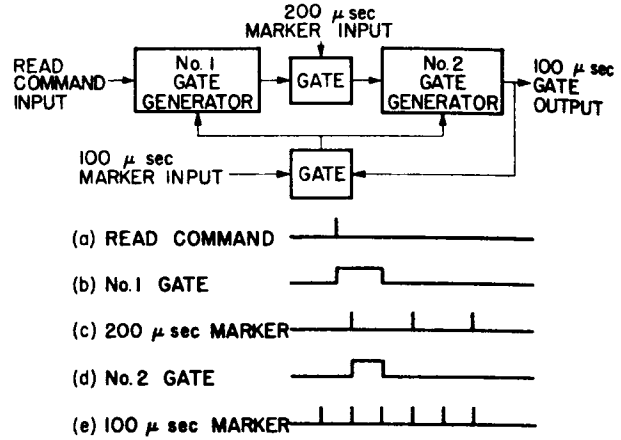 200 μ sec
MARKER INPUT
READ
COMMAND
INPUT
No. 1
GATE
GENERATOR
GATE
No. 2
GATE
GENERATOR
100 μ sec
GATE
OUTPUT
100 μ sec
MARKER INPUT
GATE
(a) READ COMMAND
(b) No. 1 GATE
(c) 200 μ sec MARKER
(d) No. 2 GATE
(e) 100 μ sec MARKER